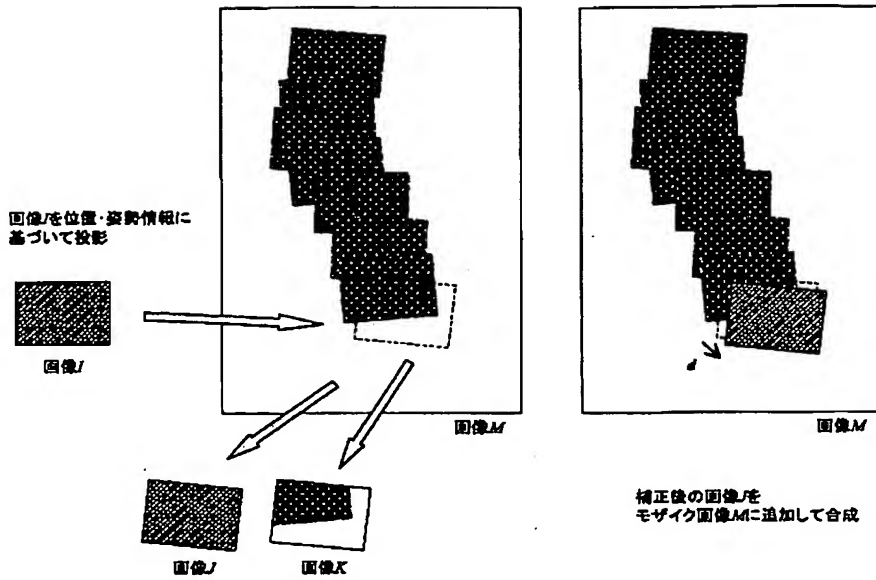 画像Iを位置・姿勢情報に
基づいて投影
画像I
画像M
画像J
画像K
d
画像M
補正後の画像Jを
モザイク画像Mに追加して合成